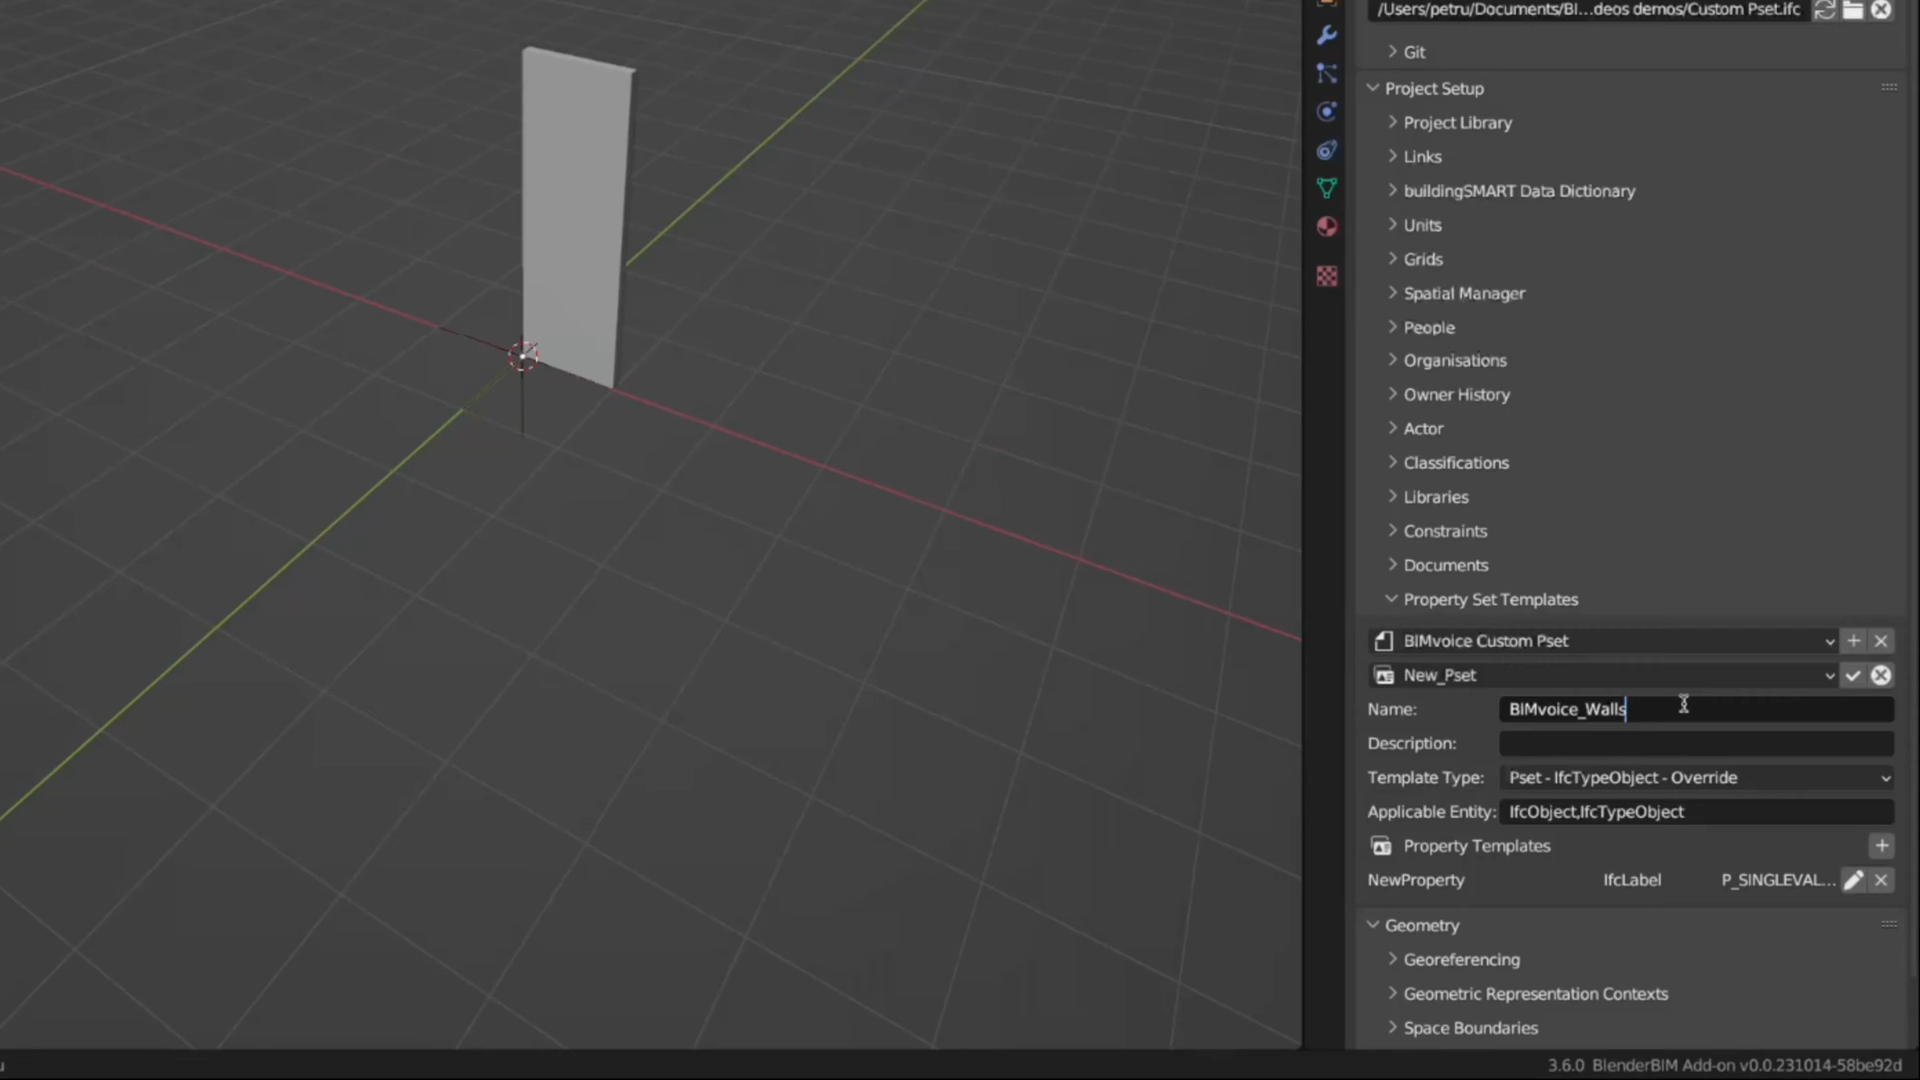 /Users/petru/Documents/BI...deos demos/Custom Pset.ifc
Git
Project Setup
Project Library
Links
buildingSMART Data Dictionary
Units
Grids
Spatial Manager
People
Organisations
Owner History
Actor
Classifications
Libraries
Constraints
Documents
Property Set Templates
BIMvoice Custom Pset
New_Pset
Name: BIMvoice_Walls
Description:
Template Type: Pset - IfcTypeObject - Override
Applicable Entity: IfcObject,IfcTypeObject
Property Templates
NewProperty IfcLabel P_SINGLEVAL...
Geometry
Georeferencing
Geometric Representation Contexts
Space Boundaries
3.6.0 BlenderBIM Add-on v0.0.231014-58be92d